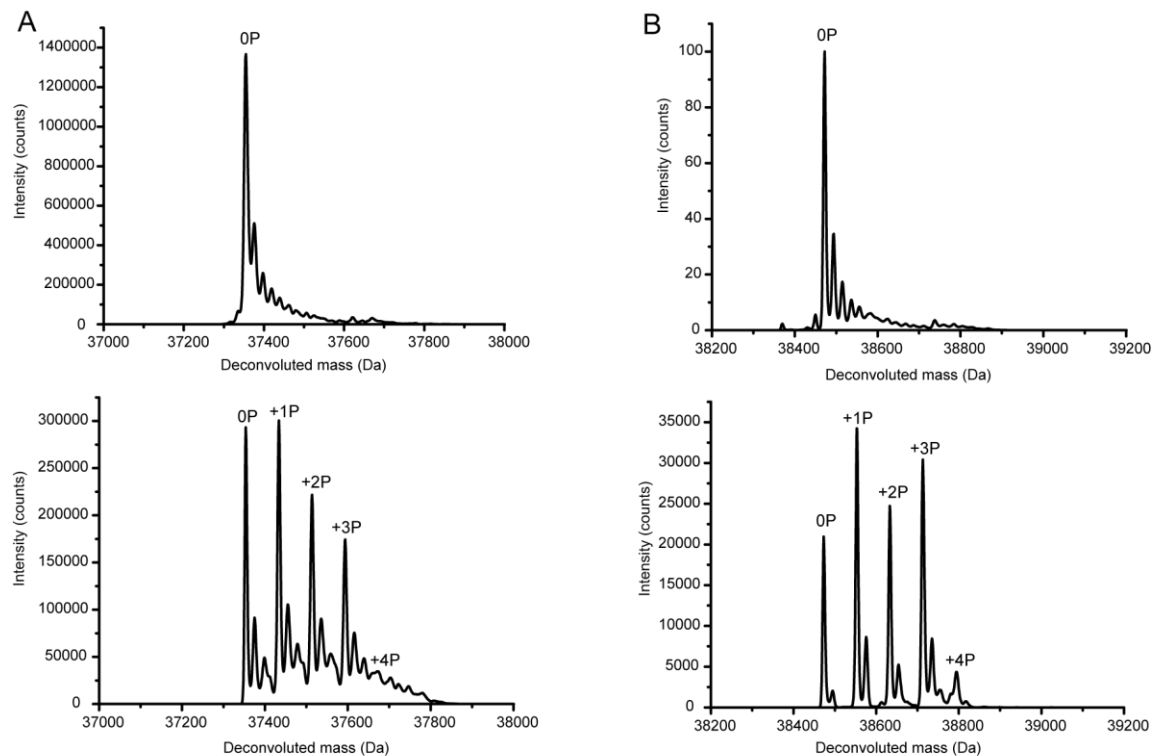 A
0P
1400000
1200000
1000000
800000
600000
400000
200000
0
Intensity (counts)
37000 37200 37400 37600 37800 38000
Deconvoluted mass (Da)
B
0P
100
80
60
40
20
0
Intensity (counts)
38200 38400 38600 38800 39000 39200
Deconvoluted mass (Da)
0P +1P +2P +3P +4P
300000
250000
200000
150000
100000
50000
0
Intensity (counts)
37000 37200 37400 37600 37800 38000
Deconvoluted mass (Da)
0P +1P +2P +3P +4P
35000
30000
25000
20000
15000
10000
5000
0
Intensity (counts)
38200 38400 38600 38800 39000 39200
Deconvoluted mass (Da)